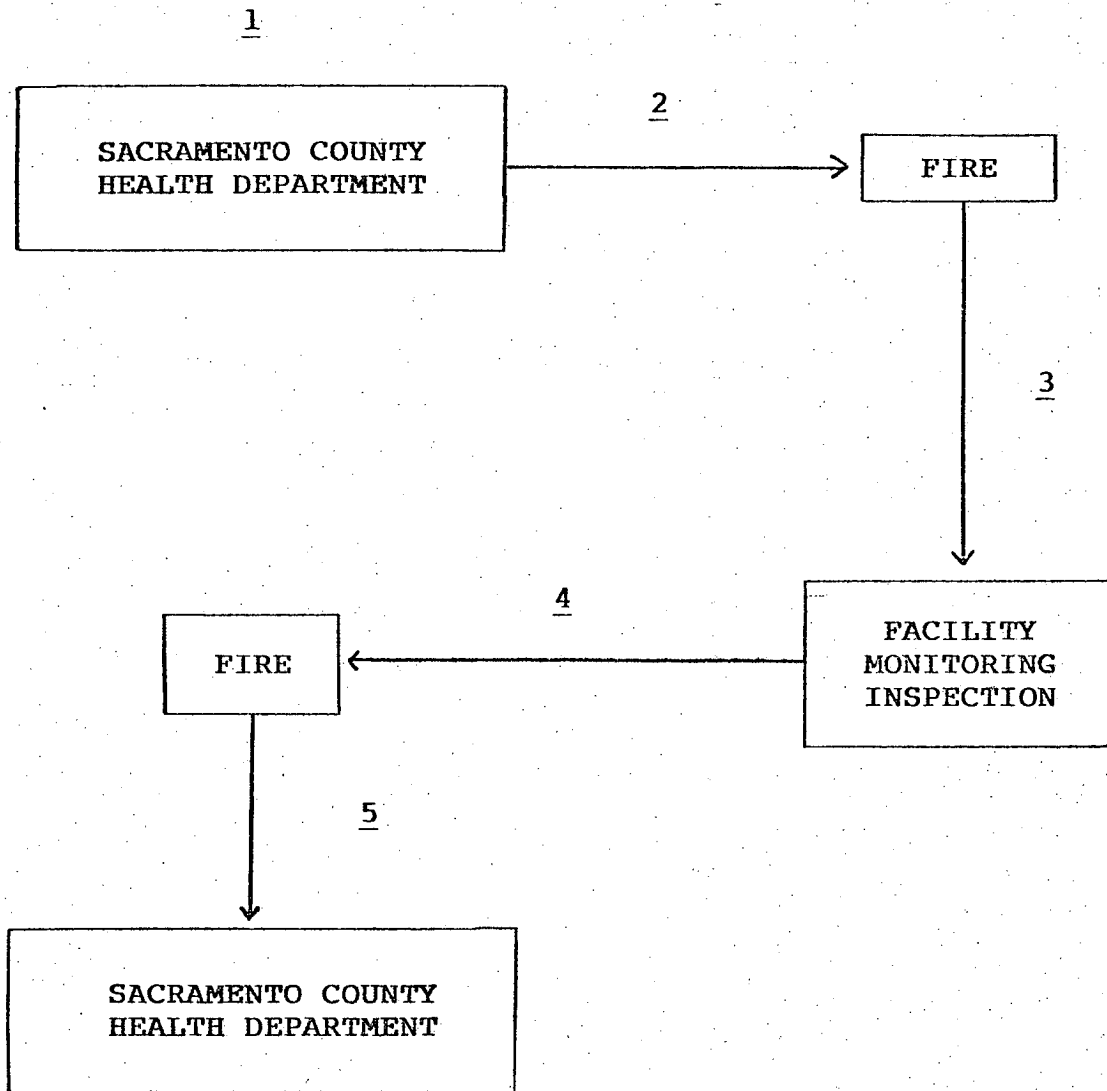 1
SACRAMENTO COUNTY
HEALTH DEPARTMENT
2
FIRE
3
4
FIRE
FACILITY
MONITORING
INSPECTION
5
SACRAMENTO COUNTY
HEALTH DEPARTMENT